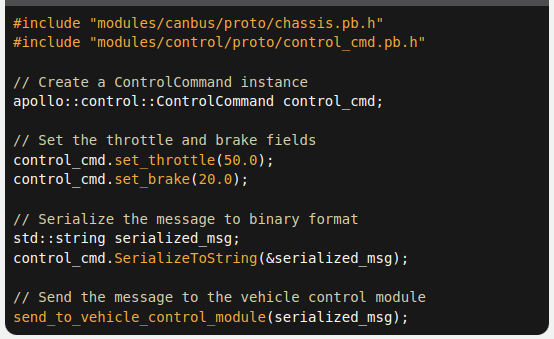 #include "modules/canbus/proto/chassis.pb.h"
#include "modules/control/proto/control_cmd.pb.h"
// Create a ControlCommand instance
apollo::control::ControlCommand control_cmd;
// Set the throttle and brake fields
control_cmd.set_throttle(50.0);
control_cmd.set_brake(20.0);
// Serialize the message to binary format
std::string serialized_msg;
control_cmd.SerializeToString(&serialized_msg);
// Send the message to the vehicle control module
send_to_vehicle_control_module(serialized_msg);